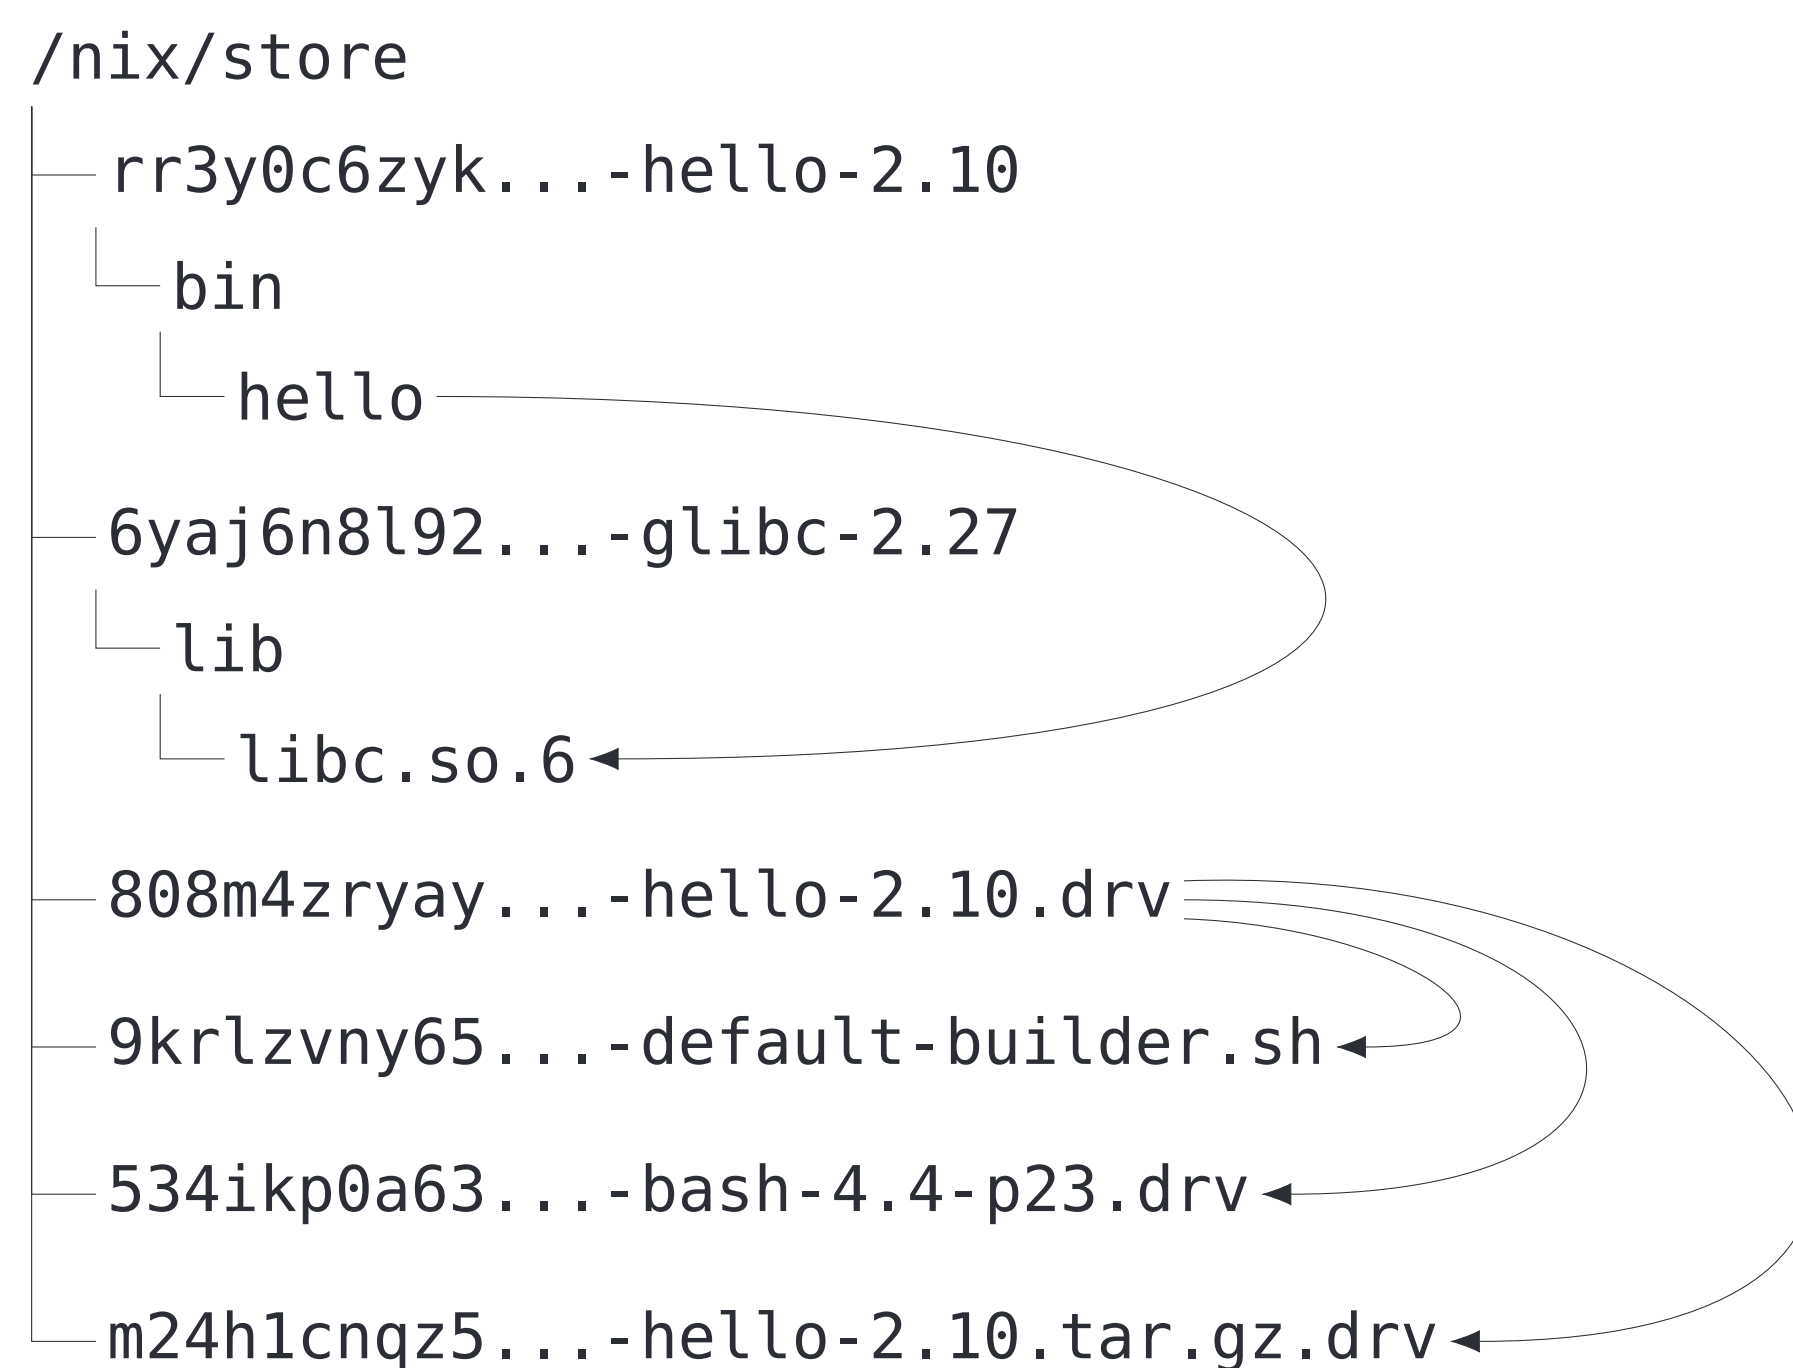 /nix/store
rr3y0c6zyk...-hello-2.10
bin
hello
6yaj6n8l92...-glibc-2.27
lib
libc.so.6
808m4zryay...-hello-2.10.drv
9krlzvny65...-default-builder.sh
534ikp0a63...-bash-4.4-p23.drv
m24h1cnqz5...-hello-2.10.tar.gz.drv